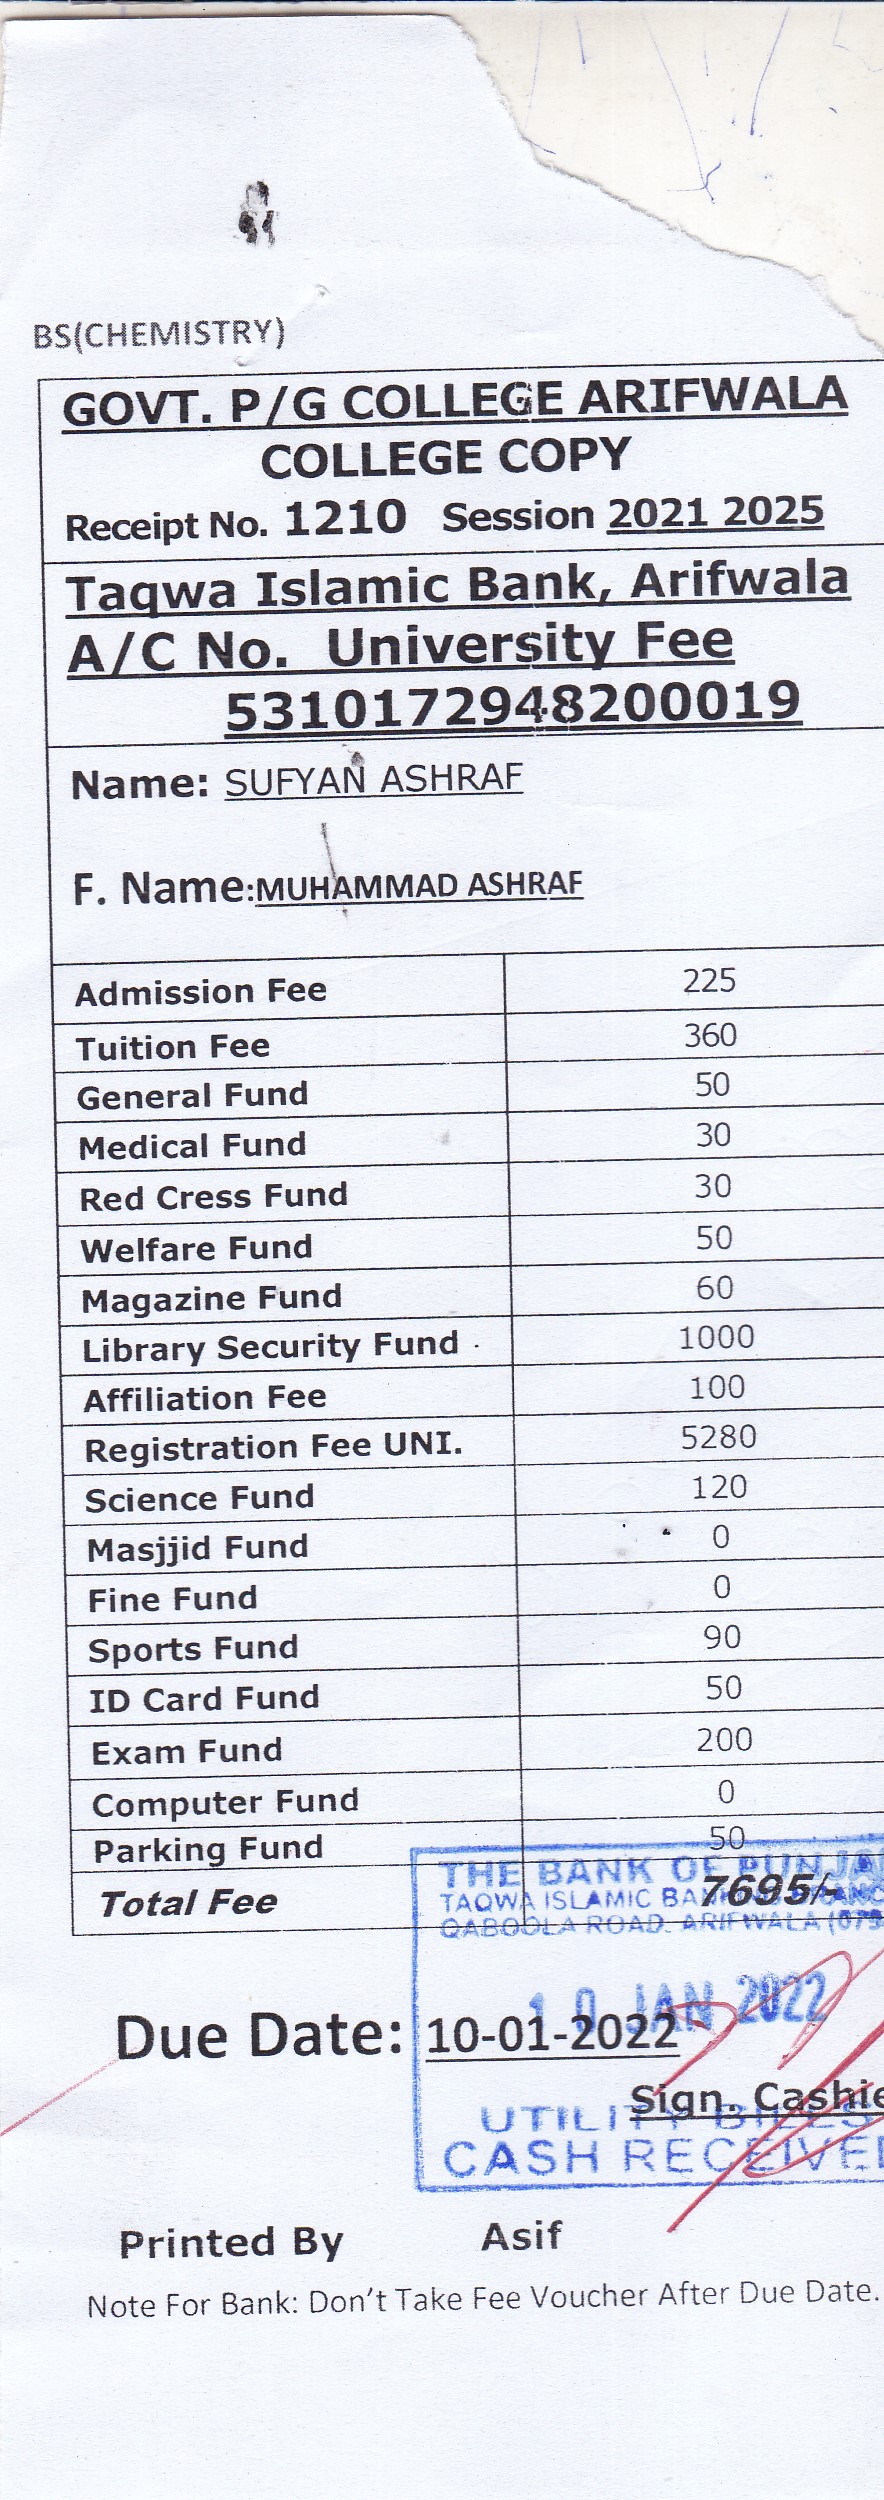 BS(CHEMISTRY)
GOVT. P/G COLLEGE ARIFWALA
COLLEGE COPY
Receipt No. 1210 Session 2021 2025
Taqwa Islamic Bank, Arifwala
A/C No. University Fee
5310172948200019
Name: SUFYAN ASHRAF
F. Name:MUHAMMAD ASHRAF
Admission Fee 225
Tuition Fee 360
General Fund 50
Medical Fund 30
Red Cress Fund 30
Welfare Fund 50
Magazine Fund 60
Library Security Fund 1000
Affiliation Fee 100
Registration Fee UNI. 5280
Science Fund 120
Masjjid Fund 0
Fine Fund 0
Sports Fund 90
ID Card Fund 50
Exam Fund 200
Computer Fund 0
Parking Fund 50
THE BANK OF PUNJA
Total Fee 7695/-
TAQWA ISLAMIC
QABOOLA ROAD. ARIFWALA (079
10 JAN 2022
Due Date: 10-01-2022
Sign. Cashie
UTILITY BILLS
CASH RECEIVE
Printed By Asif
Note For Bank: Don't Take Fee Voucher After Due Date.